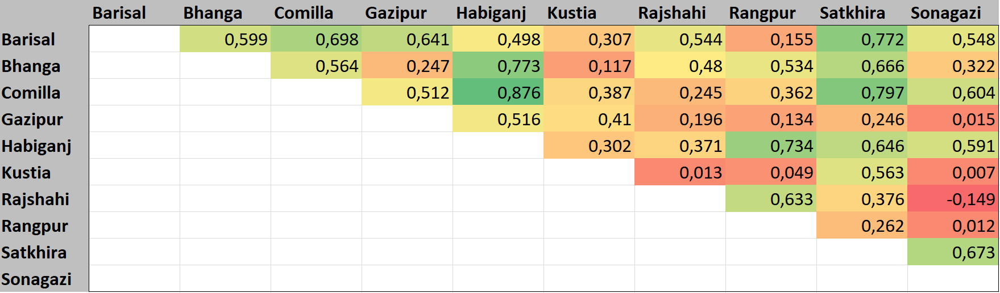 Barisal Bhanga Comilla Gazipur Habiganj Kustia Rajshahi Rangpur Satkhira Sonagazi
Barisal 0,599 0,698 0,641 0,498 0,307 0,544 0,155 0,772 0,548
Bhanga 0,564 0,247 0,773 0,117 0,48 0,534 0,666 0,322
Comilla 0,512 0,876 0,387 0,245 0,362 0,797 0,604
Gazipur 0,516 0,41 0,196 0,134 0,246 0,015
Habiganj 0,302 0,371 0,734 0,646 0,591
Kustia 0,013 0,049 0,563 0,007
Rajshahi 0,633 0,376 -0,149
Rangpur 0,262 0,012
Satkhira 0,673
Sonagazi